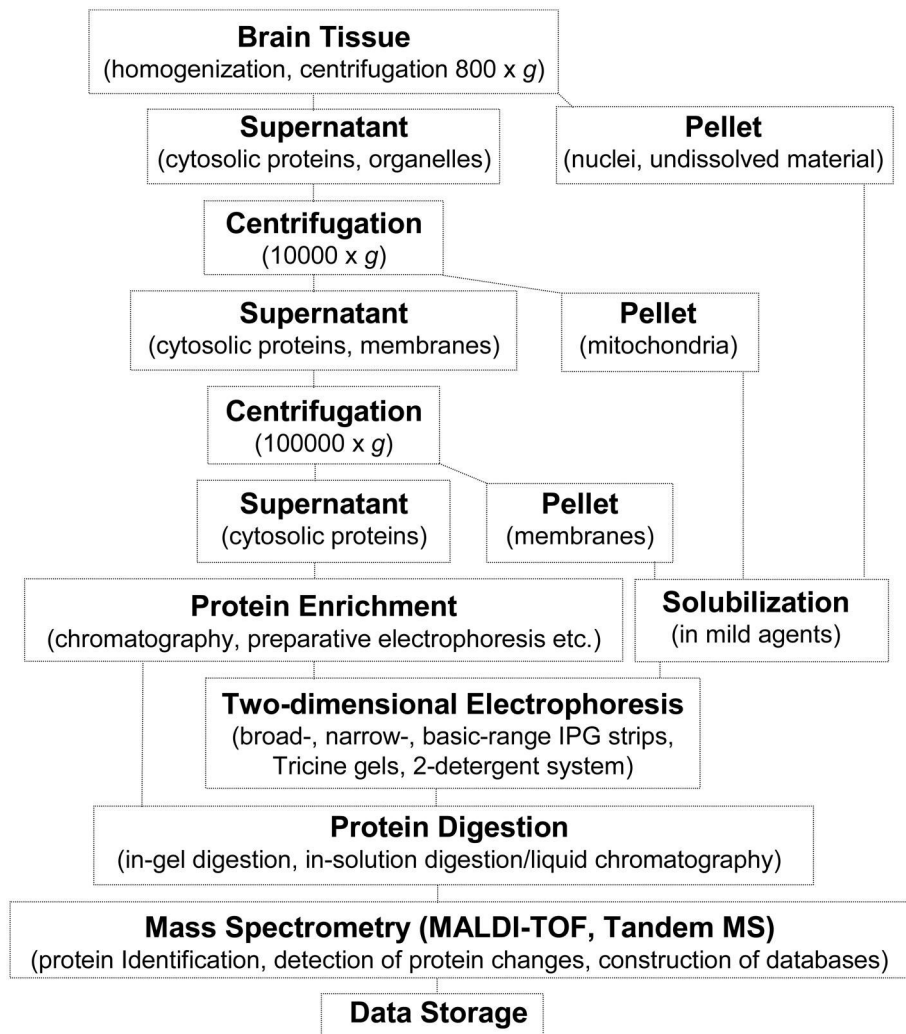 Brain Tissue
(homogenization, centrifugation 800 x g)
Supernatant
(cytosolic proteins, organelles)
Pellet
(nuclei, undissolved material)
Centrifugation
(10000 x g)
Supernatant
(cytosolic proteins, membranes)
Pellet
(mitochondria)
Centrifugation
(100000 x g)
Supernatant
(cytosolic proteins)
Pellet
(membranes)
Protein Enrichment
(chromatography, preparative electrophoresis etc.)
Solubilization
(in mild agents)
Two-dimensional Electrophoresis
(broad-, narrow-, basic-range IPG strips,
Tricine gels, 2-detergent system)
Protein Digestion
(in-gel digestion, in-solution digestion/liquid chromatography)
Mass Spectrometry (MALDI-TOF, Tandem MS)
(protein Identification, detection of protein changes, construction of databases)
Data Storage